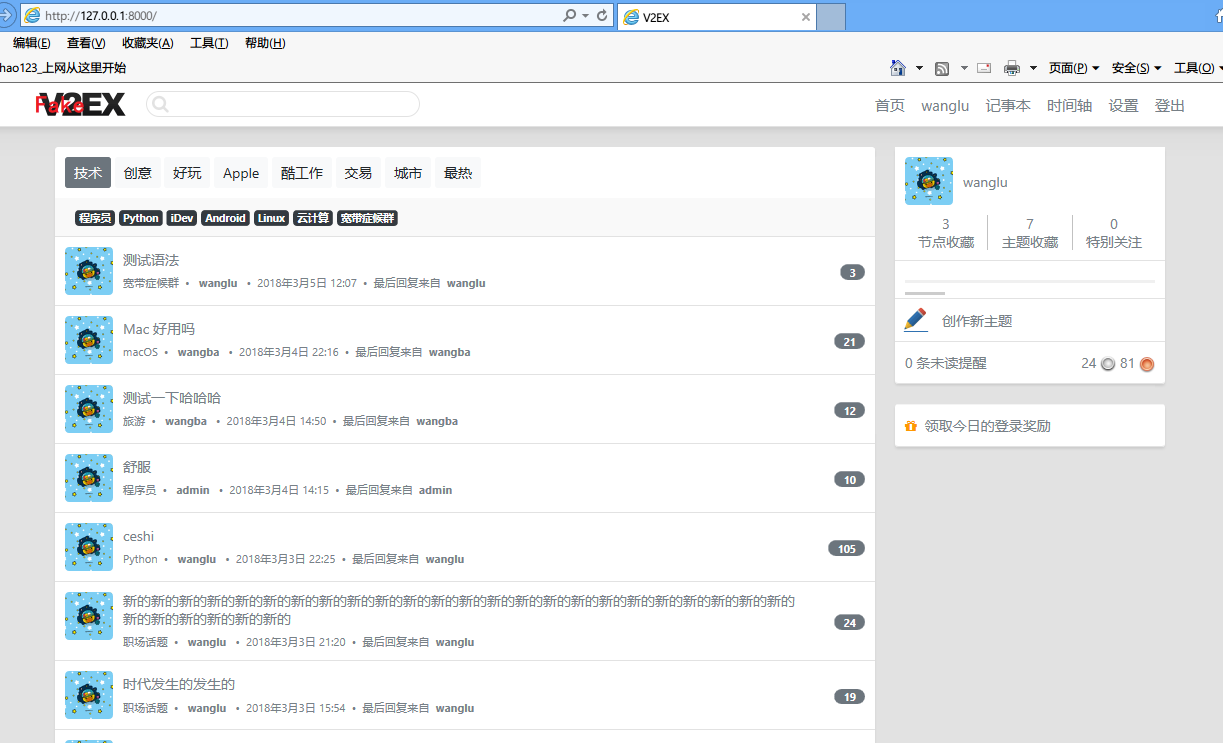 http://127.0.0.1:8000/
V2EX
编辑(E) 查看(V) 收藏夹(A) 工具(T) 帮助(H)
hao123_上网从这里开始
页面(P) 安全(S) 工具(O)
Fake V2EX
首页 wanglu 记事本 时间轴 设置 登出
技术 创意 好玩 Apple 酷工作 交易 城市 最热
程序员 Python iDev Android Linux 云计算 宽带症候群
测试语法
宽带症候群 • wanglu • 2018年3月5日 12:07 • 最后回复来自 wanglu
3
Mac 好用吗
macOS • wangba • 2018年3月4日 22:16 • 最后回复来自 wangba
21
测试一下哈哈哈
旅游 • wangba • 2018年3月4日 14:50 • 最后回复来自 wangba
12
舒服
程序员 • admin • 2018年3月4日 14:15 • 最后回复来自 admin
10
ceshi
Python • wanglu • 2018年3月3日 22:25 • 最后回复来自 wanglu
105
新的新的新的新的新的新的新的新的新的新的新的新的新的新的新的新的新的新的新的新的新的新的新的新的
新的新的新的新的新的新的
职场话题 • wanglu • 2018年3月3日 21:20 • 最后回复来自 wanglu
24
时代发生的发生的
职场话题 • wanglu • 2018年3月3日 15:54 • 最后回复来自 wanglu
19
wanglu
3 7 0
节点收藏 主题收藏 特别关注
创作新主题
0 条未读提醒 24 81
领取今日的登录奖励